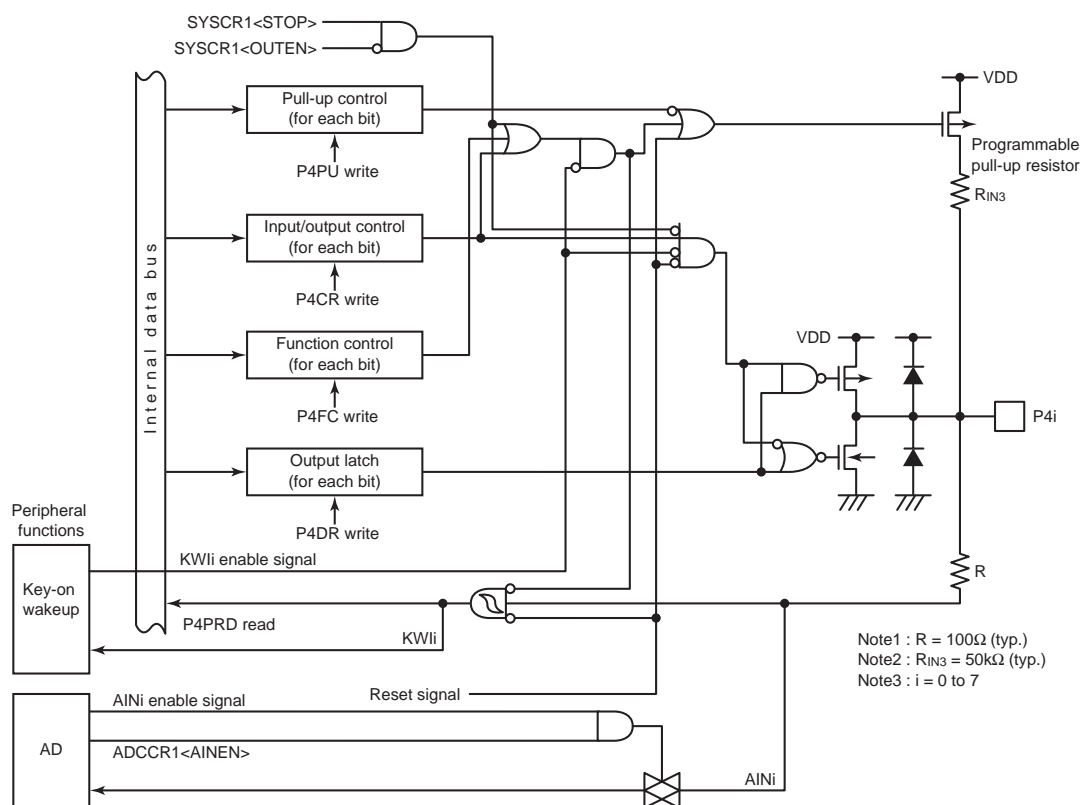 SYSCR1<STOP>
SYSCR1<OUTEN>
VDD
Pull-up control
(for each bit)
P4PU write
Programmable
pull-up resistor
RIN3
Input/output control
(for each bit)
P4CR write
Internal data bus
Function control
(for each bit)
P4FC write
VDD
P4i
Output latch
(for each bit)
P4DR write
Peripheral
functions
Key-on
wakeup
KWIi enable signal
R
P4PRD read
KWIi
Note1 : R = 100Ω (typ.)
Note2 : RIN3 = 50kΩ (typ.)
Note3 : i = 0 to 7
Reset signal
AD
AINi enable signal
ADCCR1<AINEN>
AINi